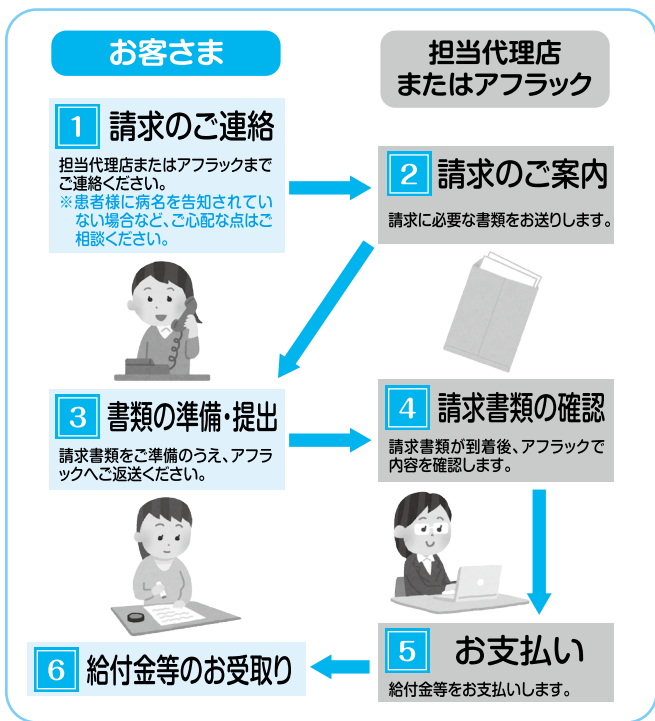 お客さま
担当代理店
またはアフラック
1 請求のご連絡
担当代理店またはアフラックまで
ご連絡ください。
※患者様に病名を告知されてい
ない場合など、ご心配な点はご
相談ください。
2 請求のご案内
請求に必要な書類をお送りします。
3 書類の準備・提出
請求書類をご準備のうえ、アフラ
ックへご返送ください。
4 請求書類の確認
請求書類が到着後、アフラックで
内容を確認します。
5 お支払い
給付金等をお支払いします。
6 給付金等のお受取り